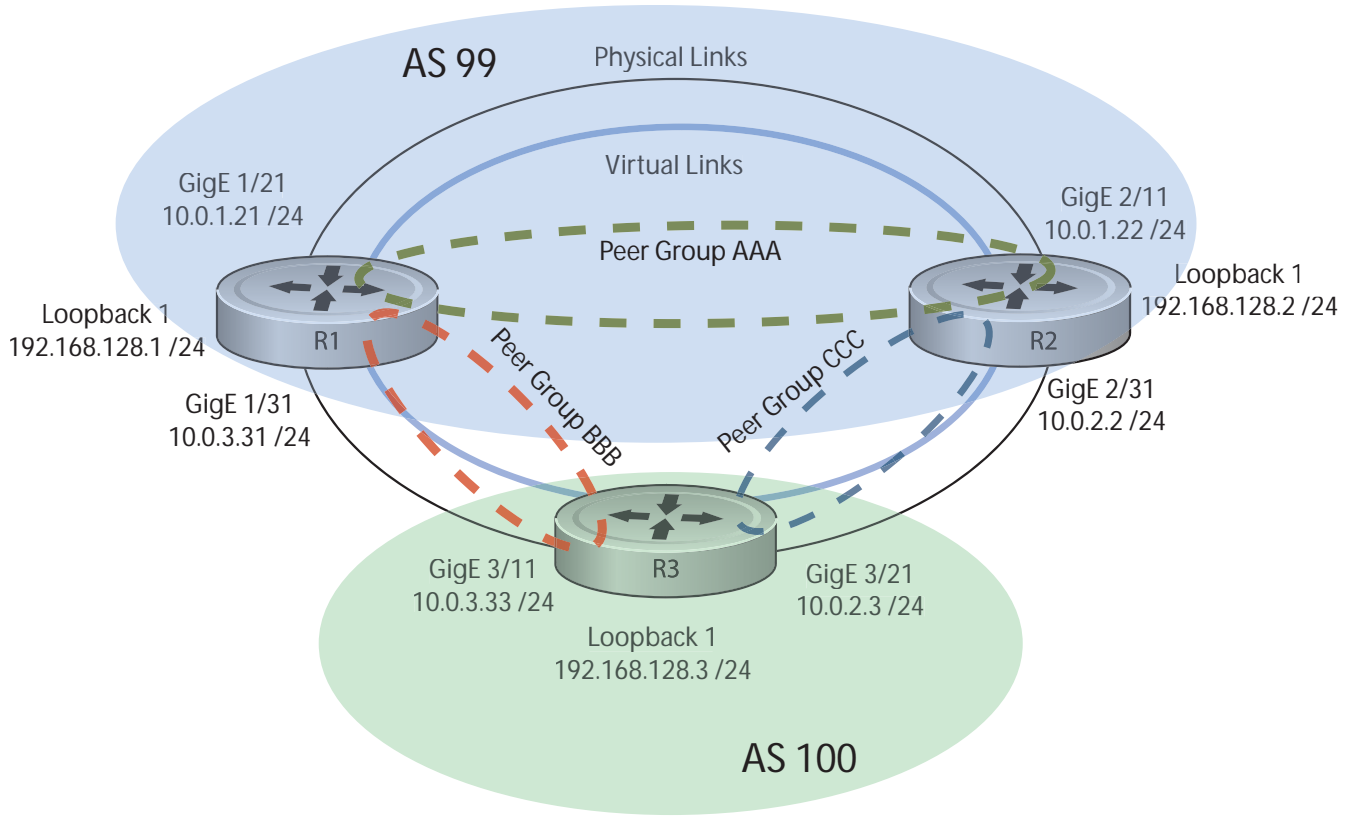 AS 99
Physical Links
Virtual Links
GigE 1/21
10.0.1.21 /24
GigE 2/11
10.0.1.22 /24
Peer Group AAA
Loopback 1
192.168.128.1 /24
R1
Loopback 1
192.168.128.2 /24
R2
GigE 1/31
10.0.3.31 /24
Peer Group BBB
Peer Group CCC
GigE 2/31
10.0.2.2 /24
GigE 3/11
10.0.3.33 /24
R3
GigE 3/21
10.0.2.3 /24
Loopback 1
192.168.128.3 /24
AS 100